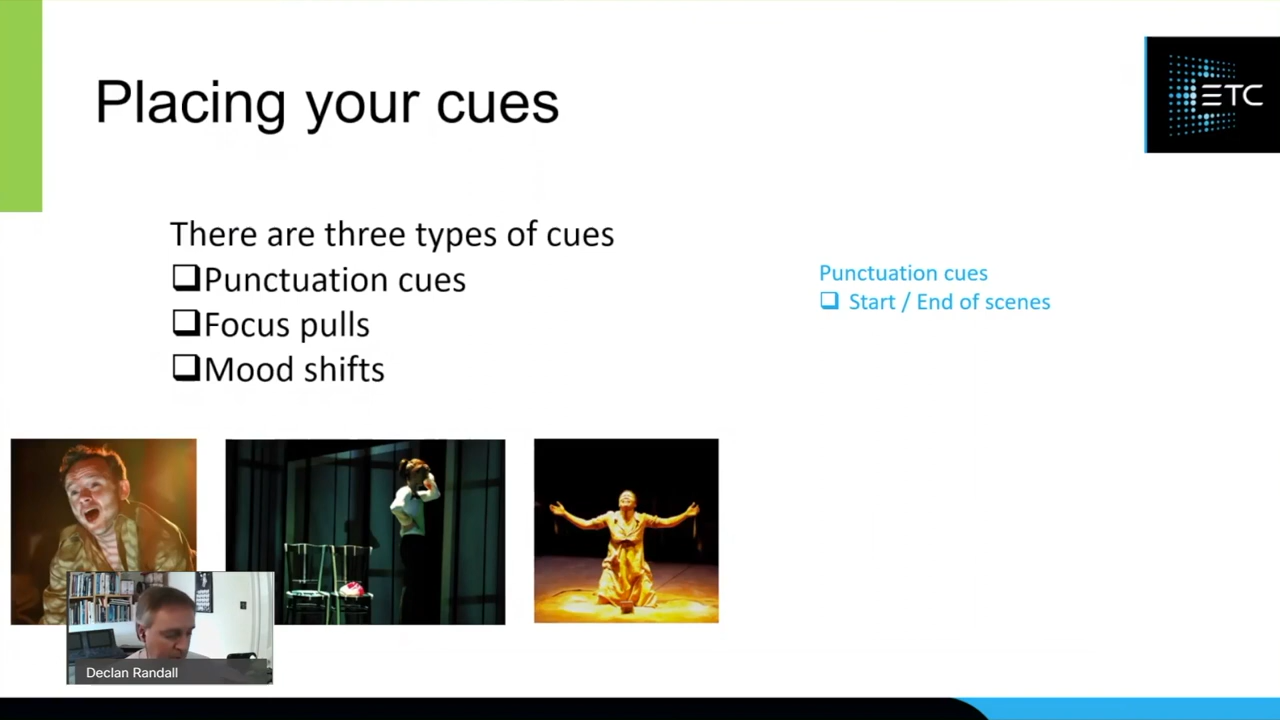 Placing your cues
ETC
There are three types of cues
Punctuation cues
Focus pulls
Mood shifts
Punctuation cues
Start / End of scenes
Declan Randall